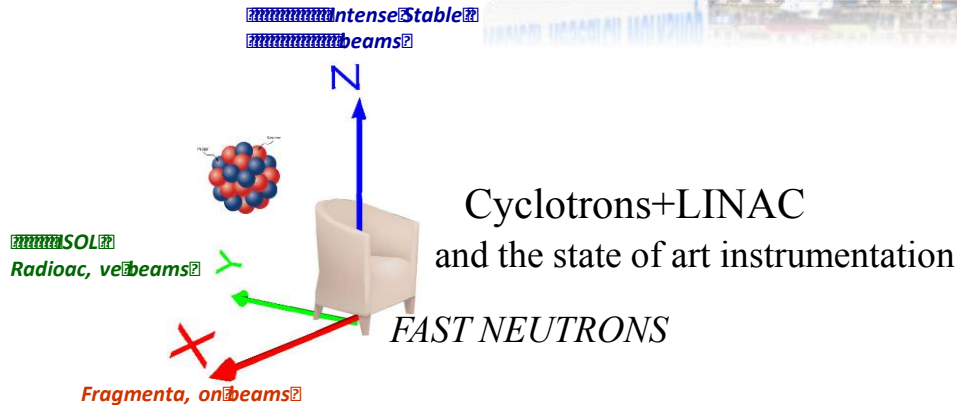 Intense Stable
beams
Z
Cyclotrons+LINAC
and the state of art instrumentation
ISOL
Radioac, ve beams
Y
FAST NEUTRONS
X
Fragmenta, on beams